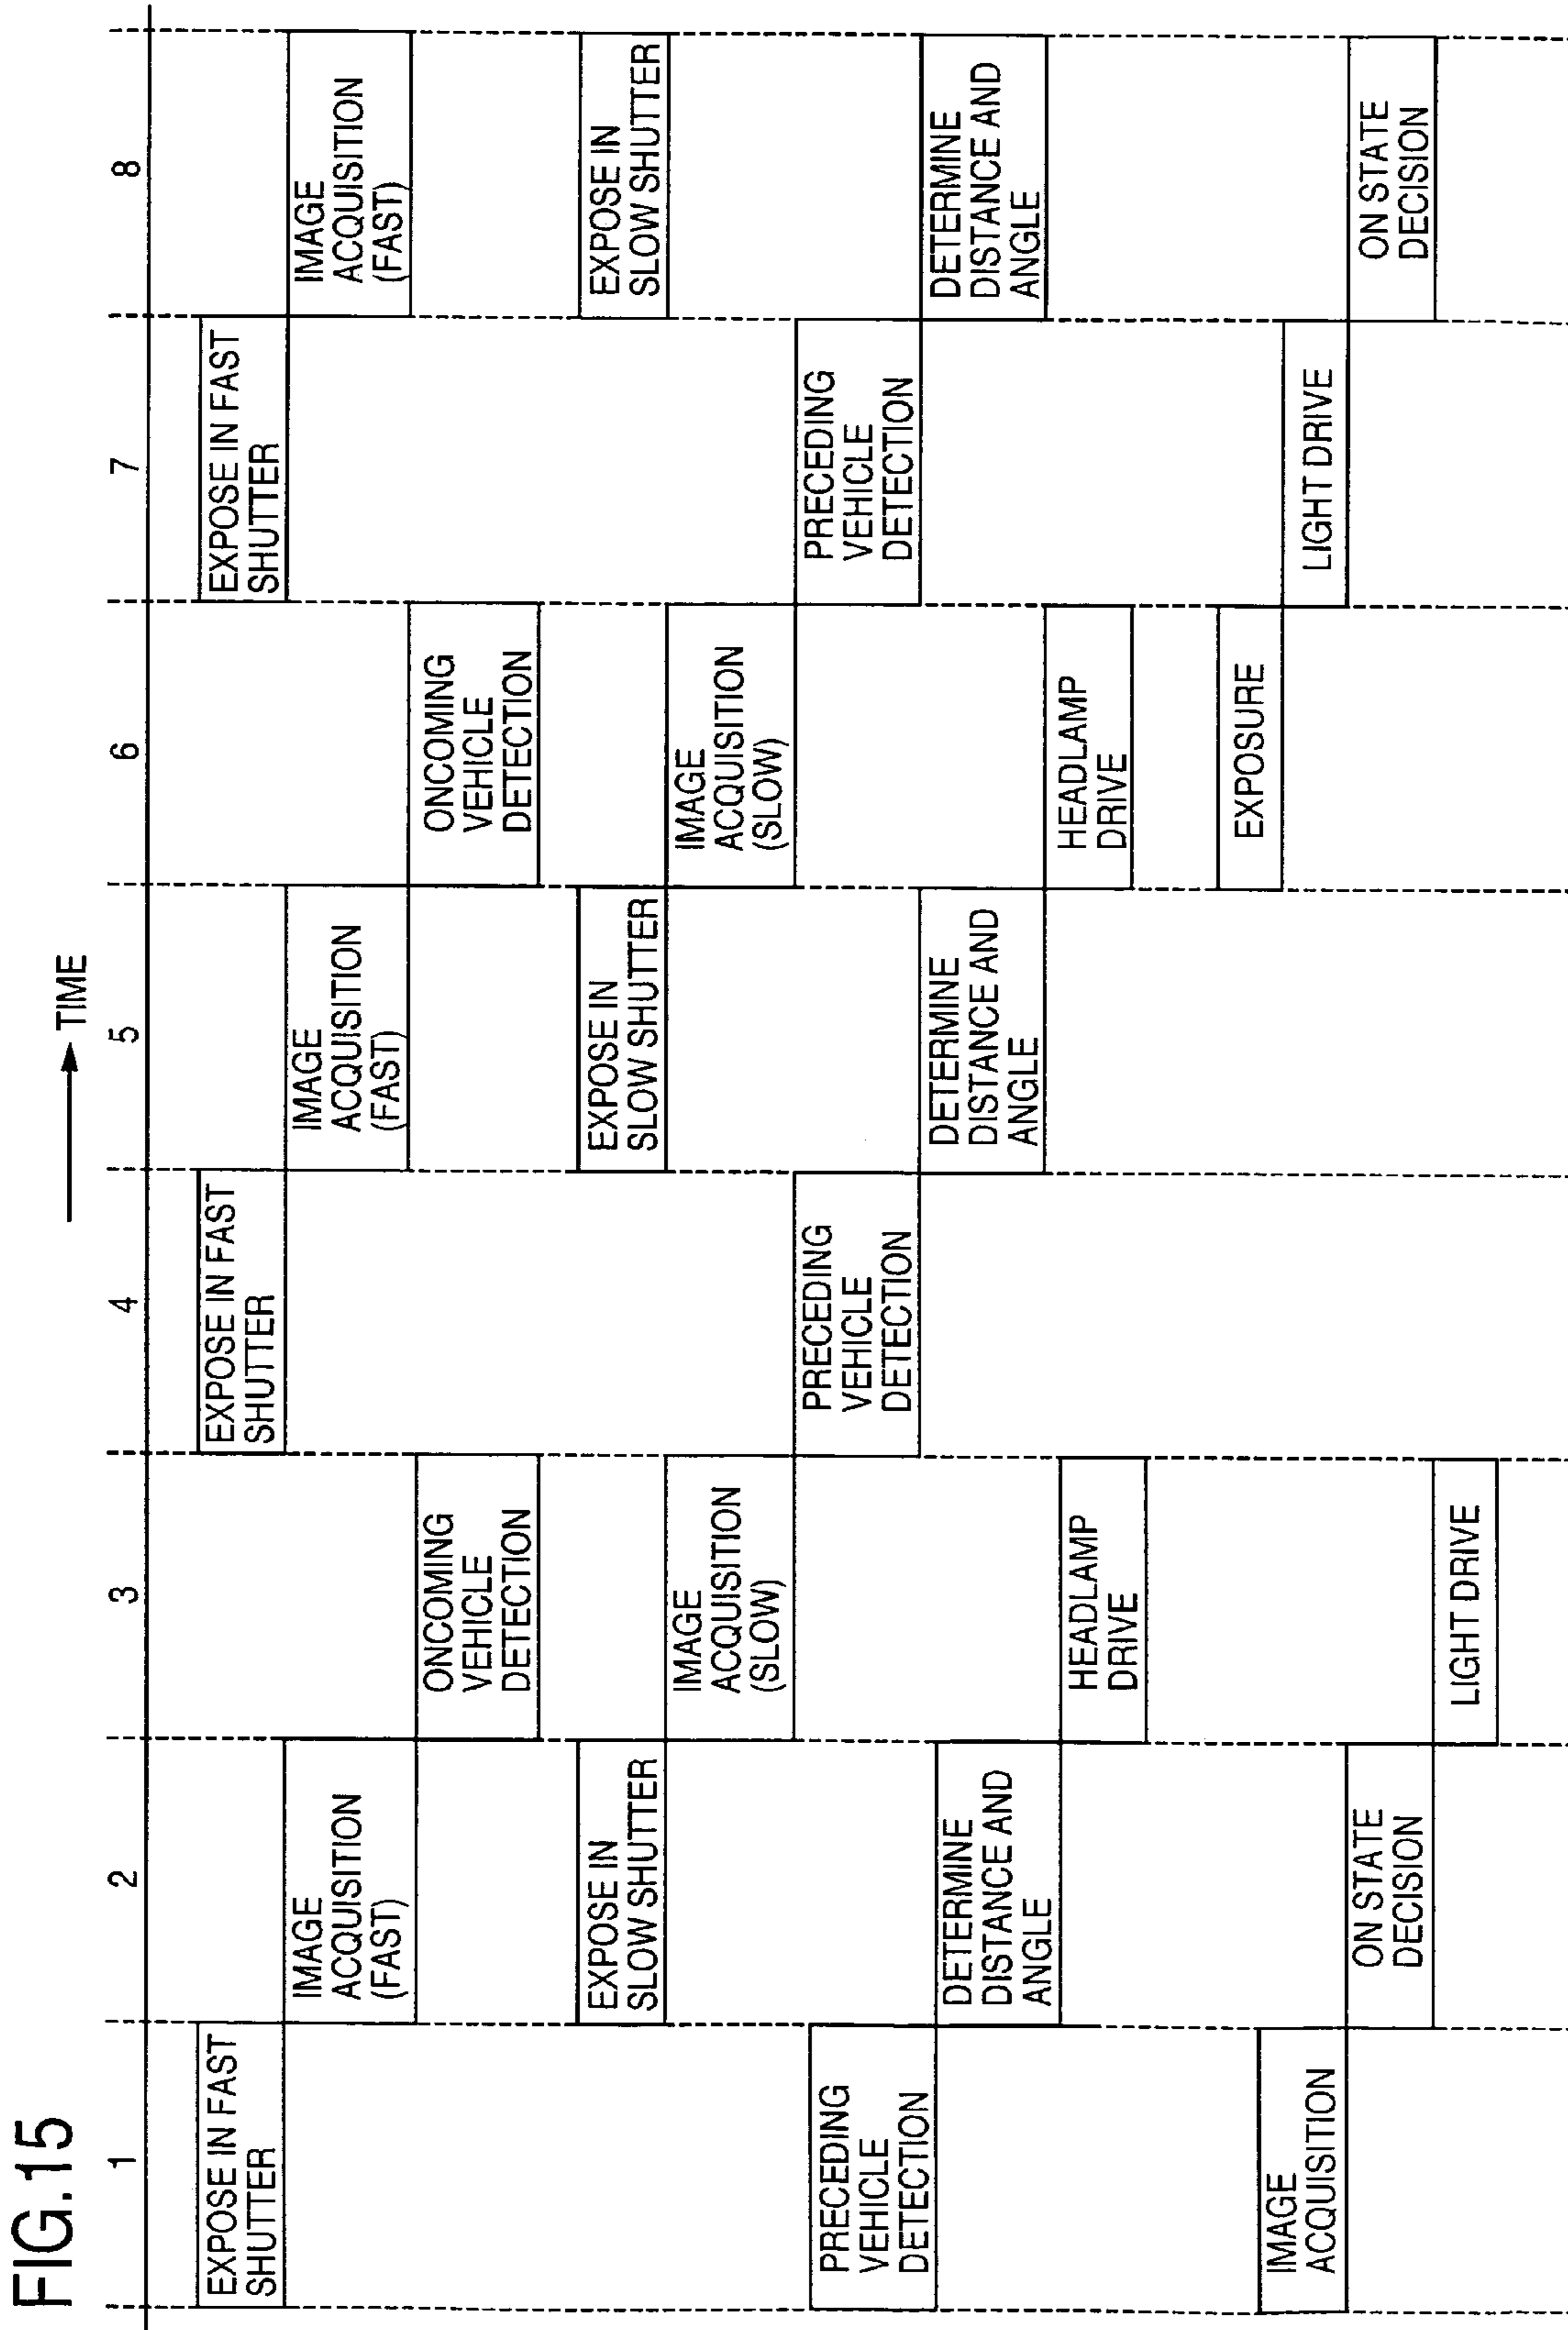 FIG.15
TIME
1
2
3
4
5
6
7
8
EXPOSE IN FAST
SHUTTER
PRECEDING
VEHICLE
DETECTION
IMAGE
ACQUISITION
IMAGE
ACQUISITION
(FAST)
EXPOSE IN
SLOW SHUTTER
DETERMINE
DISTANCE AND
ANGLE
ON STATE
DECISION
ONCOMING
VEHICLE
DETECTION
IMAGE
ACQUISITION
(SLOW)
HEADLAMP
DRIVE
LIGHT DRIVE
EXPOSE IN FAST
SHUTTER
PRECEDING
VEHICLE
DETECTION
IMAGE
ACQUISITION
(FAST)
EXPOSE IN
SLOW SHUTTER
DETERMINE
DISTANCE AND
ANGLE
ONCOMING
VEHICLE
DETECTION
IMAGE
ACQUISITION
(SLOW)
HEADLAMP
DRIVE
EXPOSURE
EXPOSE IN FAST
SHUTTER
PRECEDING
VEHICLE
DETECTION
LIGHT DRIVE
IMAGE
ACQUISITION
(FAST)
EXPOSE IN
SLOW SHUTTER
DETERMINE
DISTANCE AND
ANGLE
ON STATE
DECISION